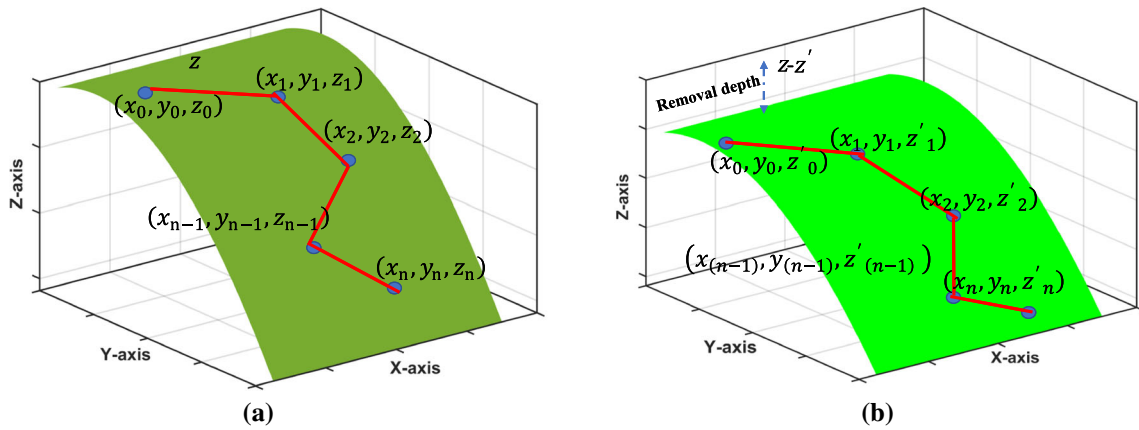 z
(x₁, y₁, z₁)
(x₀, y₀, z₀)
(x₂, y₂, z₂)
(xₙ₋₁, yₙ₋₁, zₙ₋₁)
(xₙ, yₙ, zₙ)
Z-axis
Y-axis
X-axis
(a)
z-z′
Removal depth
(x₁, y₁, z′₁)
(x₀, y₀, z′₀)
(x₂, y₂, z′₂)
(x₍ₙ₋₁₎, y₍ₙ₋₁₎, z′₍ₙ₋₁₎ )
(xₙ, yₙ, z′ₙ)
Z-axis
Y-axis
X-axis
(b)